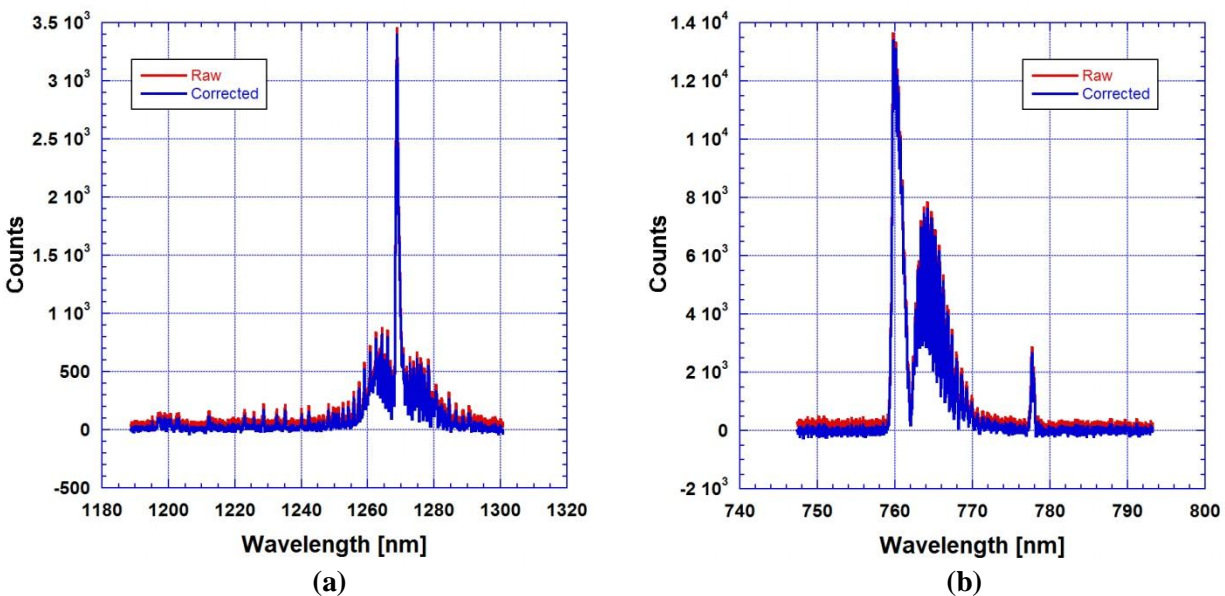 3.5 10³
3 10³
2.5 10³
2 10³
1.5 10³
1 10³
500
0
-500
Counts
Raw
Corrected
1180 1200 1220 1240 1260 1280 1300 1320
Wavelength [nm]
(a)
1.4 10⁴
1.2 10⁴
1 10⁴
8 10³
6 10³
4 10³
2 10³
0
-2 10³
Counts
Raw
Corrected
740 750 760 770 780 790 800
Wavelength [nm]
(b)